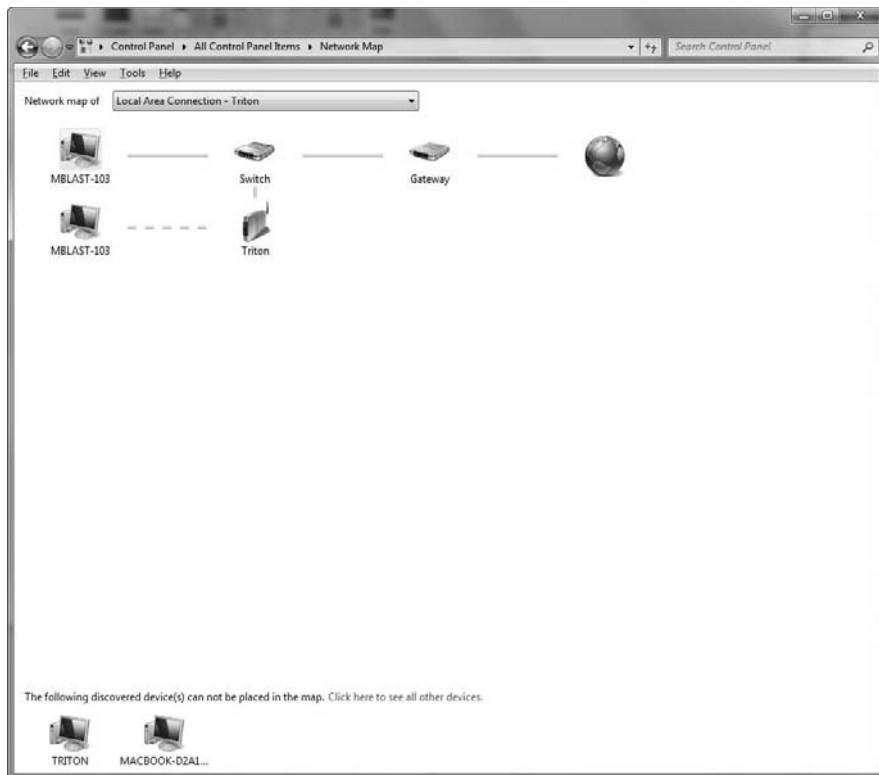 Control Panel ▸ All Control Panel Items ▸ Network Map
Search Control Panel
File Edit View Tools Help
Network map of Local Area Connection - Triton
MBLAST-103
Switch
Gateway
MBLAST-103
Triton
The following discovered device(s) can not be placed in the map. Click here to see all other devices.
TRITON
MACBOOK-D2A1...